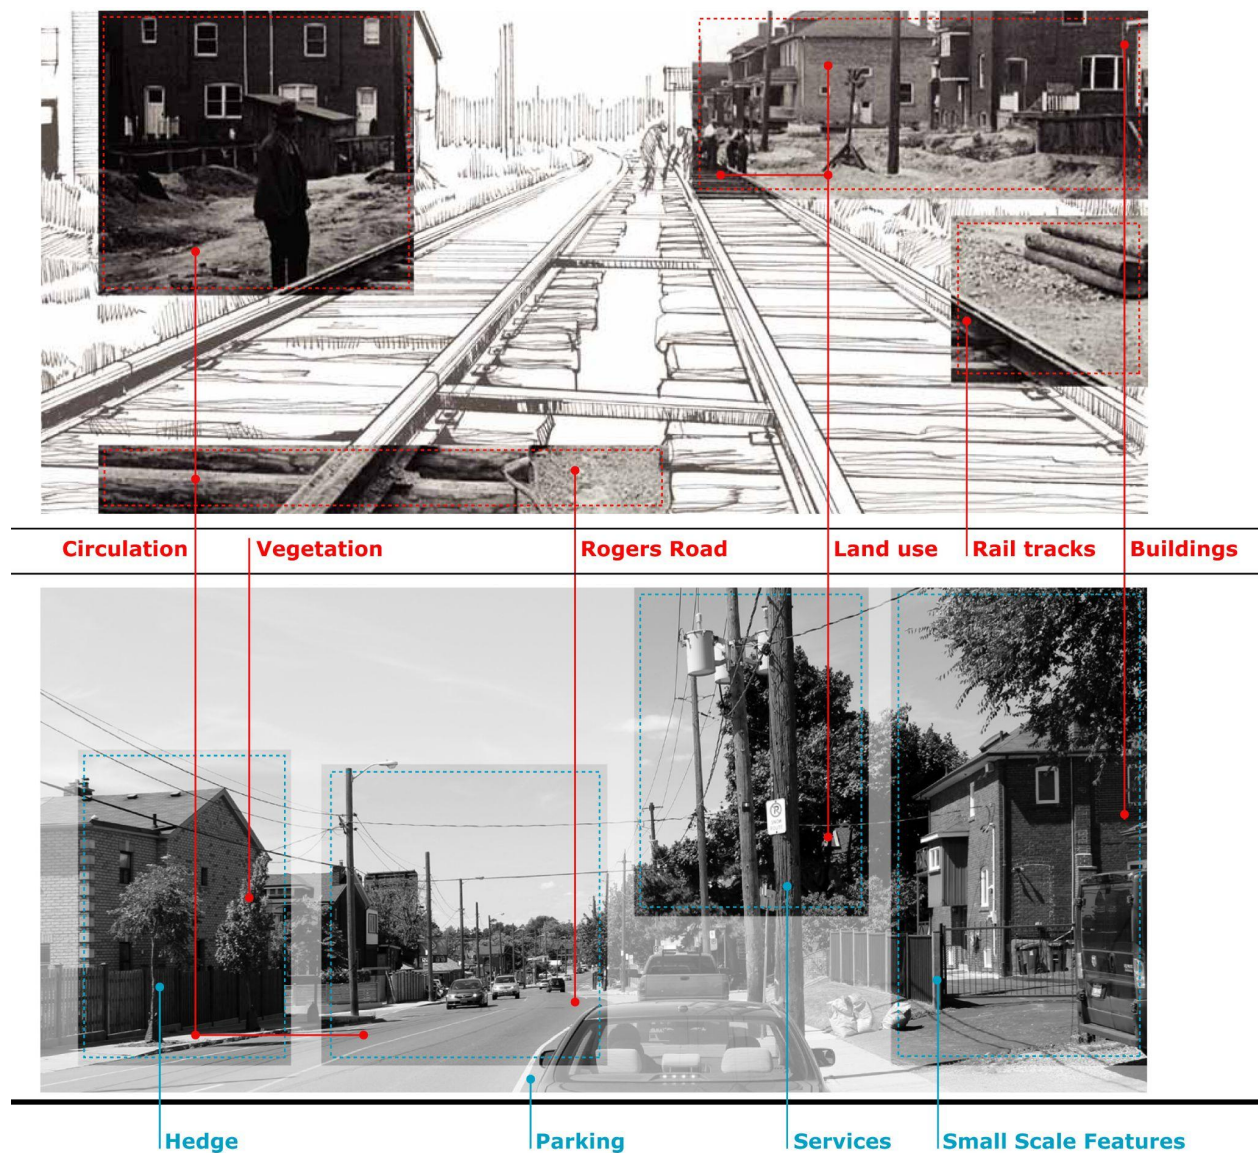 Circulation
Vegetation
Rogers Road
Land use
Rail tracks
Buildings
P
Hedge
Parking
Services
Small Scale Features